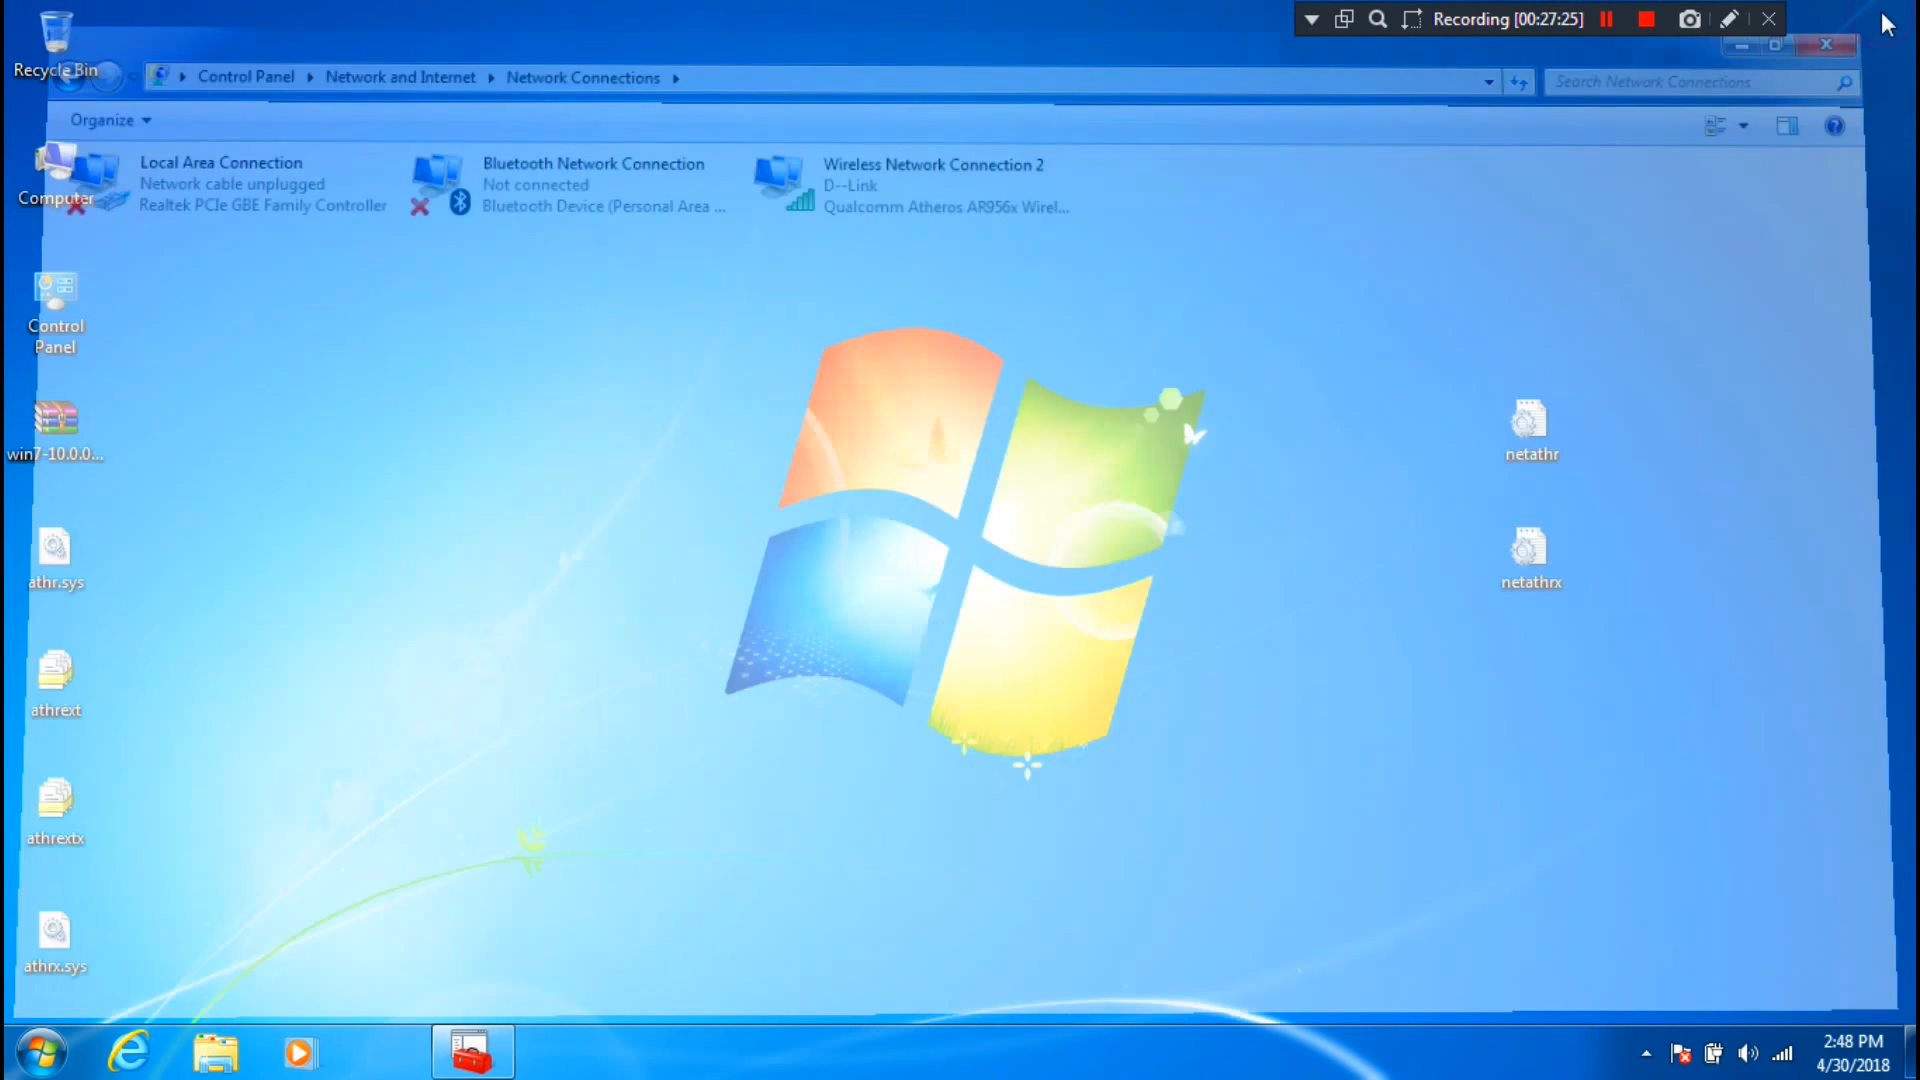 Recording [00:27:25]
Recycle Bin
Control Panel
Network and Internet
Network Connections
Search Network Connections
Organize
Local Area Connection
Network cable unplugged
Realtek PCIe GBE Family Controller
Bluetooth Network Connection
Not connected
Bluetooth Device (Personal Area ...
Wireless Network Connection 2
D--Link
Qualcomm Atheros AR956x Wirel...
Computer
Control
Panel
win7-10.0.0...
athr.sys
athrext
athrextx
athrx.sys
netathr
netathrx
2:48 PM
4/30/2018